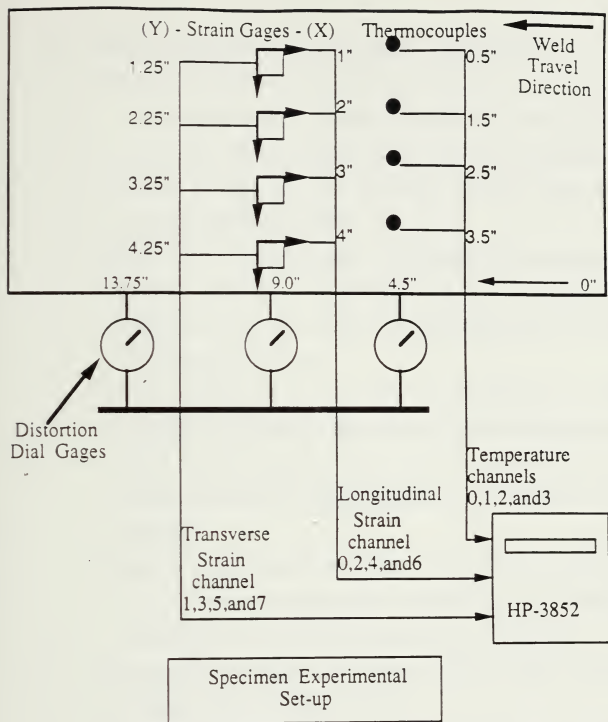 (Y) - Strain Gages - (X)
Thermocouples
Weld
Travel
Direction
1.25"
1"
0.5"
2.25"
2"
1.5"
3.25"
3"
2.5"
4.25"
4"
3.5"
13.75"
9.0"
4.5"
0"
Distortion
Dial Gages
Temperature
channels
0,1,2,and3
Longitudinal
Strain
channel
0,2,4,and6
Transverse
Strain
channel
1,3,5,and7
HP-3852
Specimen Experimental
Set-up